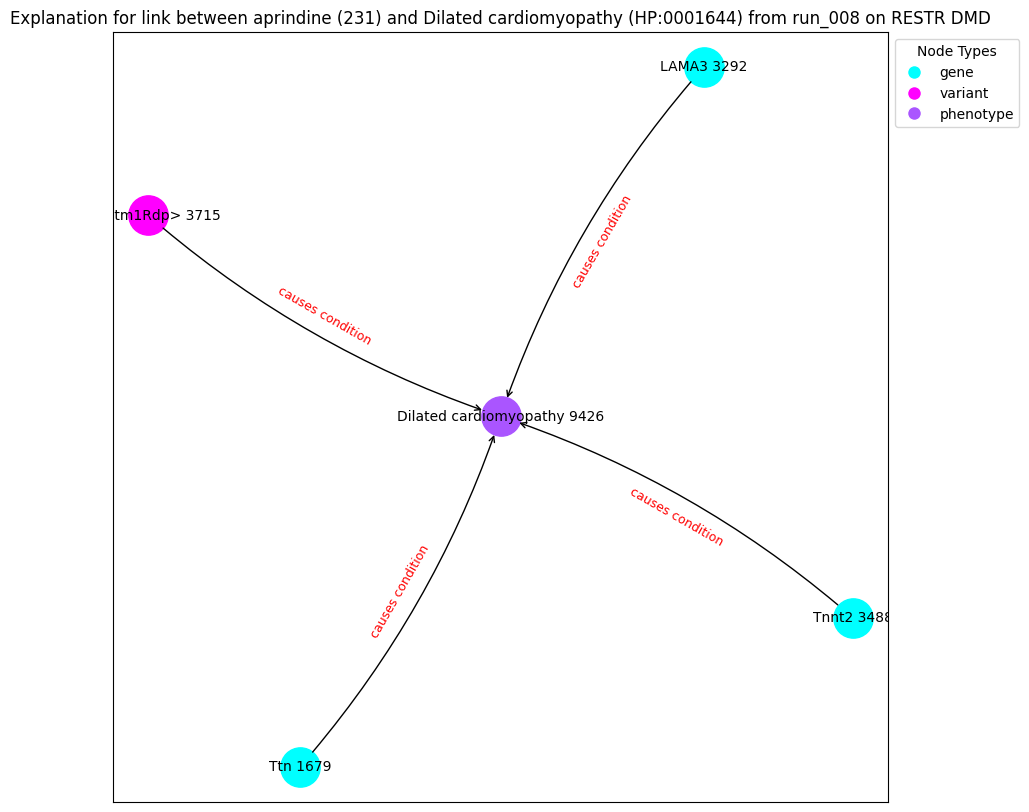 Explanation for link between aprindine (231) and Dilated cardiomyopathy (HP:0001644) from run_008 on RESTR DMD
Node Types
gene
variant
phenotype
LAMA3 3292
tm1Rdp> 3715
causes condition
causes condition
Dilated cardiomyopathy 9426
causes condition
causes condition
Tnnt2 3488
Ttn 1679